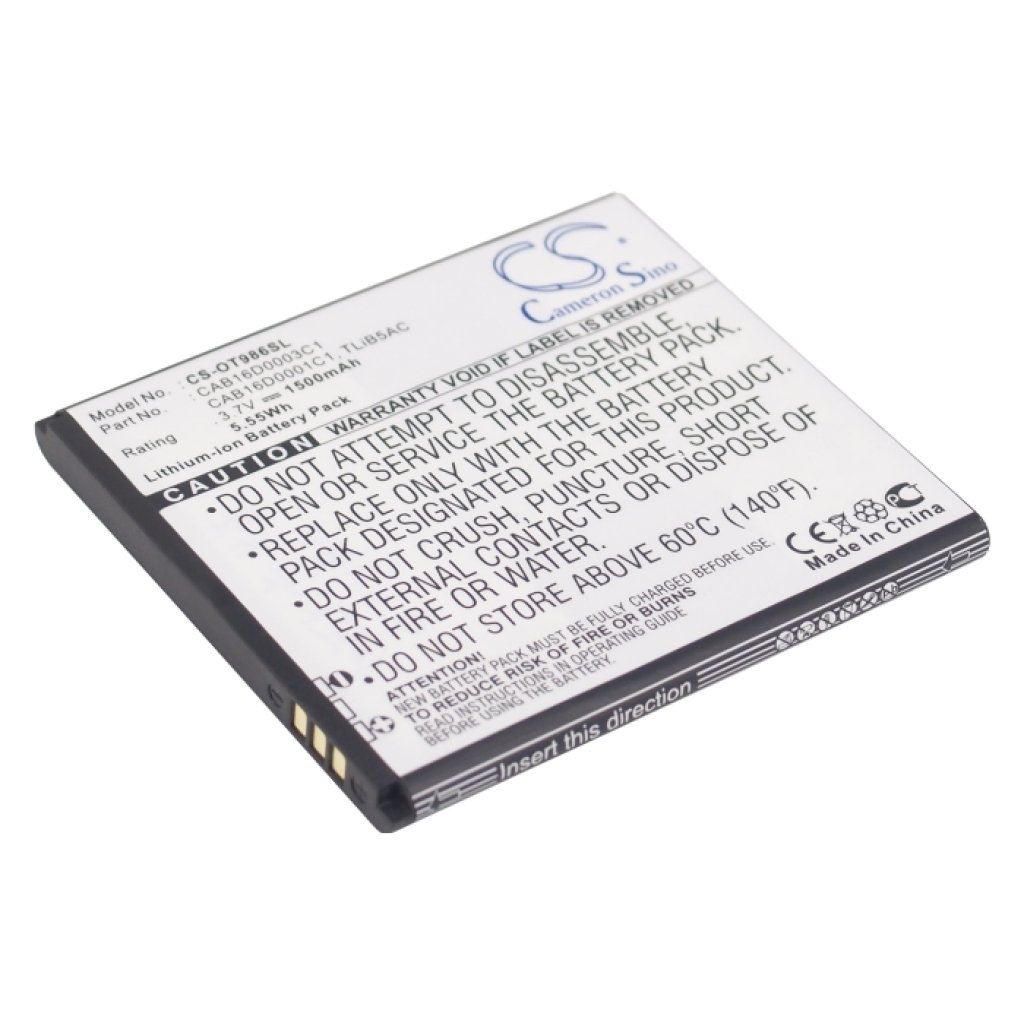 CS
Cameron Sino
Model No. : CS-OT986SL
Part No. : CAB16D0003C1
CAB16D0001C1, TLiB5AC
Rating : 3.7V 1500mAh
5.55Wh
Lithium-ion Battery Pack
CAUTION WARRANTY VOID IF LABEL IS REMOVED
•DO NOT ATTEMPT TO DISASSEMBLE,
OPEN OR SERVICE THE BATTERY PACK.
•REPLACE ONLY WITH THE BATTERY
PACK DESIGNATED FOR THIS PRODUCT.
•DO NOT CRUSH, PUNCTURE, SHORT
EXTERNAL CONTACTS OR DISPOSE OF
IN FIRE OR WATER.
•DO NOT STORE ABOVE 60°C (140°F).
ATTENTION:
NEW BATTERY PACK MUST BE FULLY CHARGED BEFORE USE.
TO REDUCE RISK OF FIRE OR BURNS
READ BATTERY OPERATING GUIDE
CE
Made In China
Insert this direction